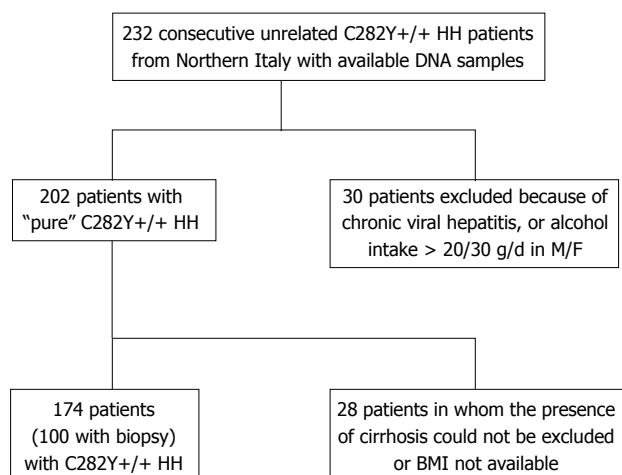 232 consecutive unrelated C282Y+/+ HH patients
from Northern Italy with available DNA samples
202 patients with
“pure” C282Y+/+ HH
30 patients excluded because of
chronic viral hepatitis, or alcohol
intake > 20/30 g/d in M/F
174 patients
(100 with biopsy)
with C282Y+/+ HH
28 patients in whom the presence
of cirrhosis could not be excluded
or BMI not available